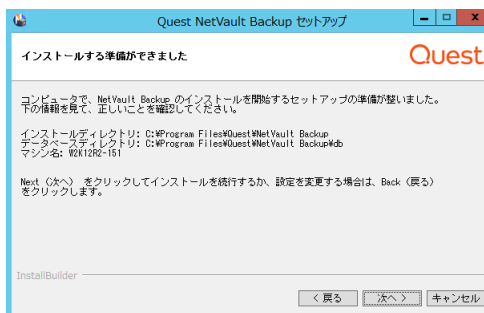 Quest NetVault Backup セットアップ
インストールする準備ができました
Quest
コンピュータで、NetVault Backup のインストールを開始するセットアップの準備が整いました。
下の情報を見て、正しいことを確認してください。
インストールディレクトリ: C:¥Program Files¥Quest¥NetVault Backup
データベースディレクトリ: C:¥Program Files¥Quest¥NetVault Backup¥db
マシン名: W2K12R2-151
Next（次へ） をクリックしてインストールを続行するか、設定を変更する場合は、Back（戻る）
をクリックします。
InstallBuilder
< 戻る
次へ >
キャンセル